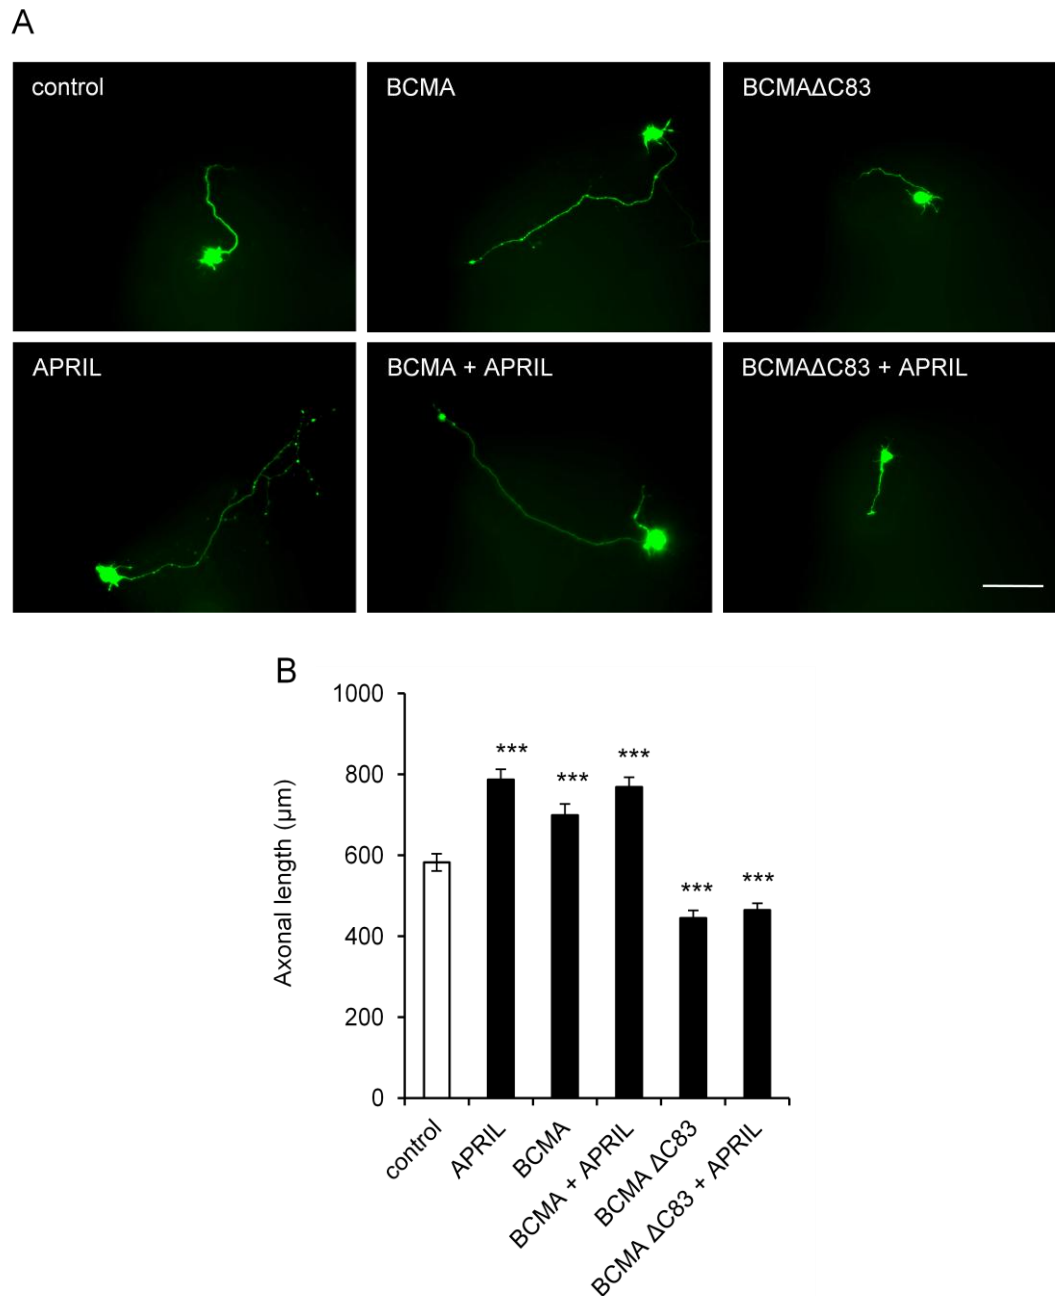 A
control
BCMA
BCMAΔC83
APRIL
BCMA + APRIL
BCMAΔC83 + APRIL
B
1000
800
600
400
200
0
Axonal length (µm)
***
***
***
***
***
control
APRIL
BCMA
BCMA + APRIL
BCMA ΔC83
BCMA ΔC83 + APRIL